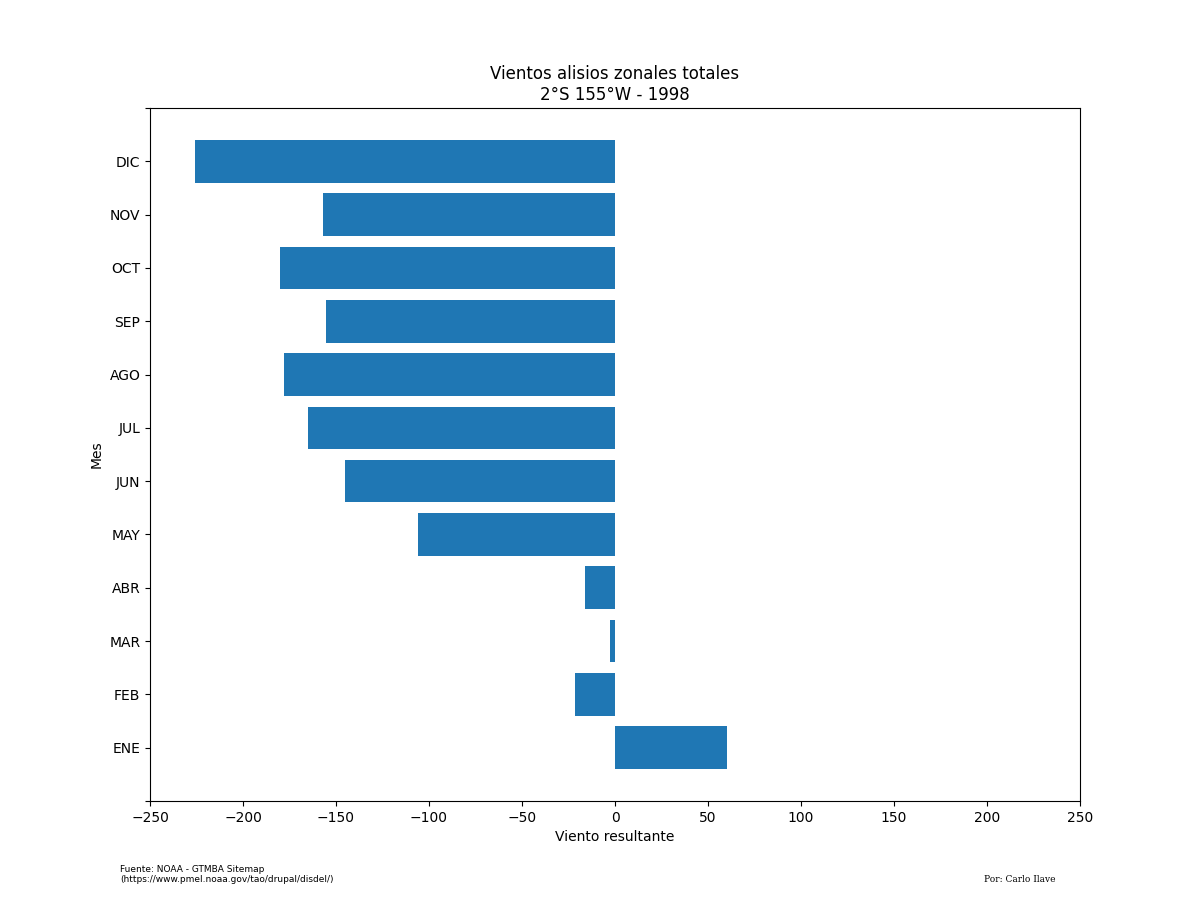 Vientos alisios zonales totales
2°S 155°W - 1998
DIC
NOV
OCT
SEP
AGO
JUL
JUN
MAY
ABR
MAR
FEB
ENE
Mes
−250 −200 −150 −100 −50 0 50 100 150 200 250
Viento resultante
Fuente: NOAA - GTMBA Sitemap
(https://www.pmel.noaa.gov/tao/drupal/disdel/)
Por: Carlo Ilave